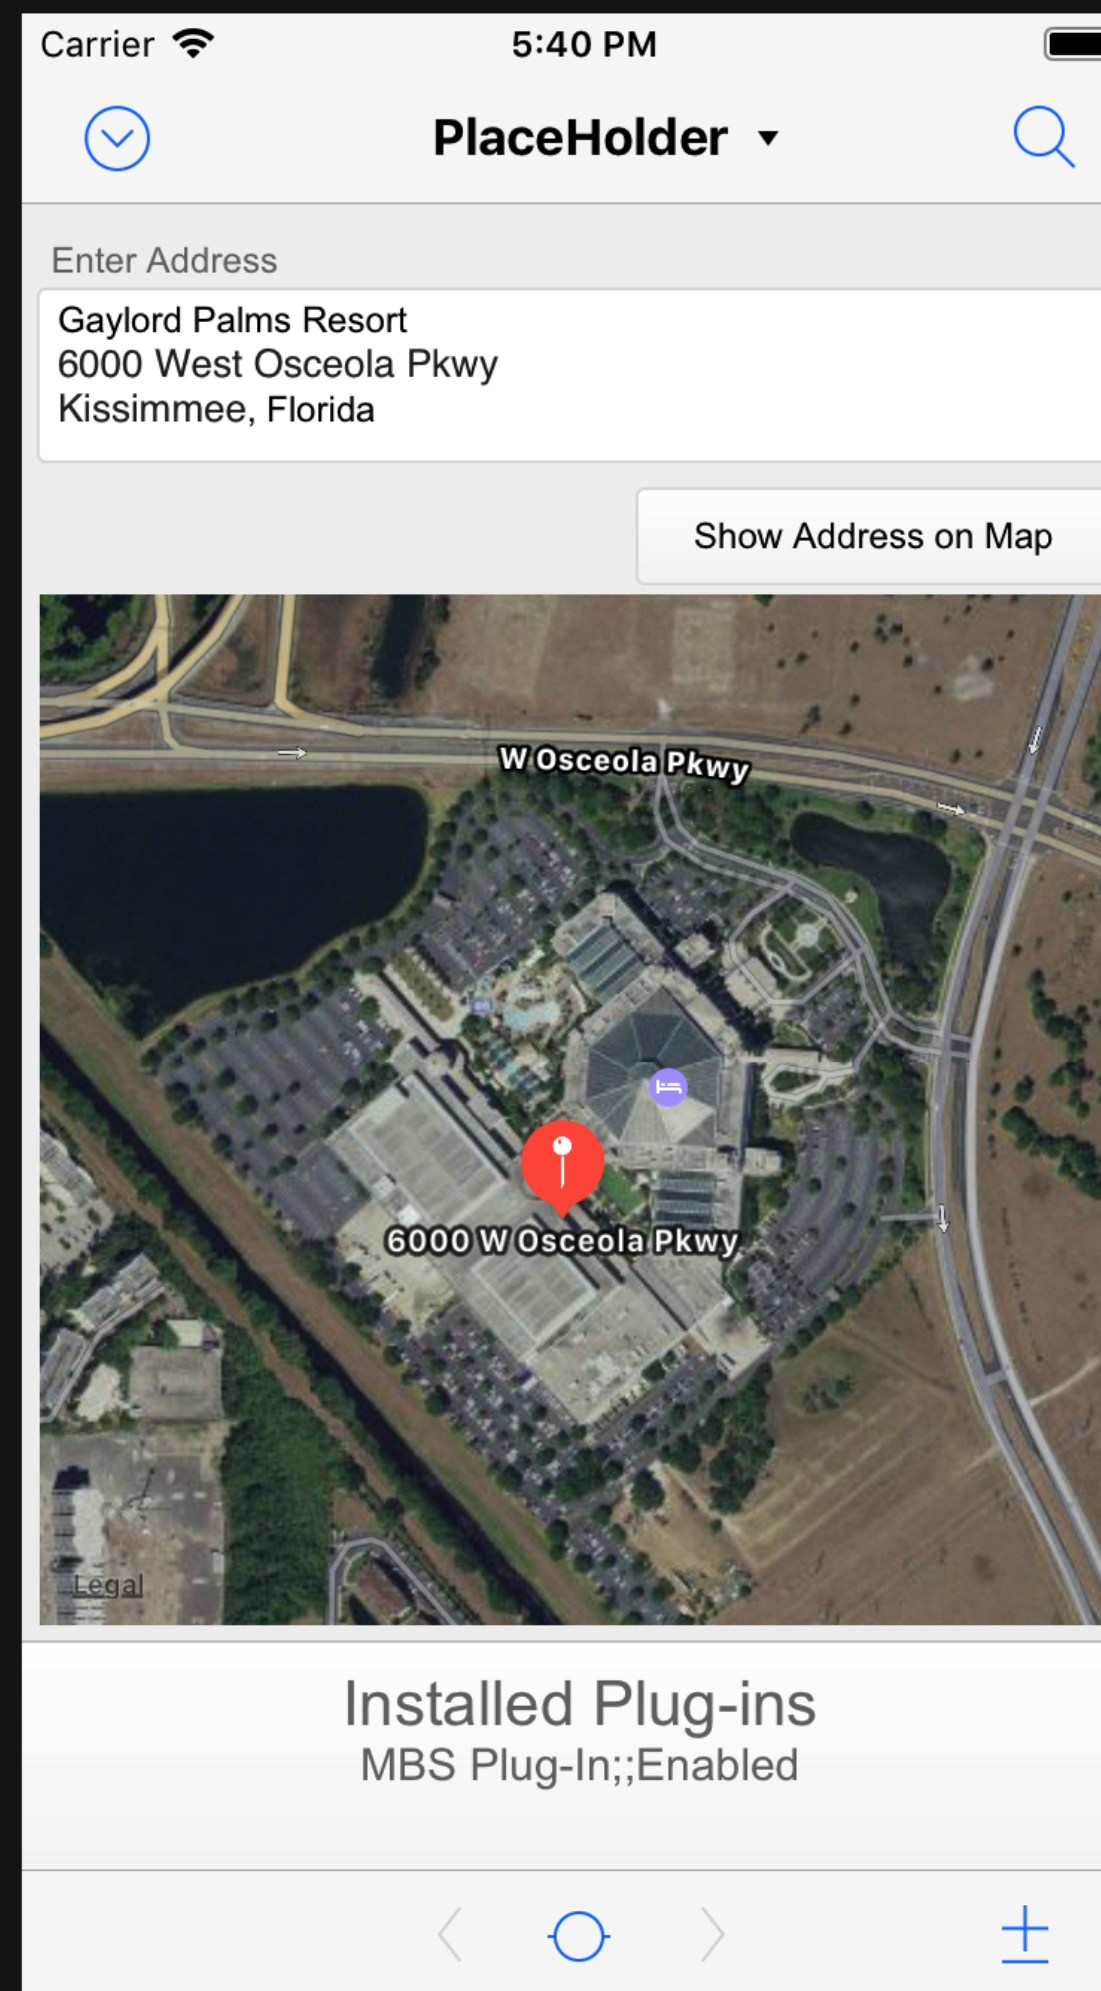 Carrier
5:40 PM
PlaceHolder
Enter Address
Gaylord Palms Resort
6000 West Osceola Pkwy
Kissimmee, Florida
Show Address on Map
W Osceola Pkwy
6000 W Osceola Pkwy
Legal
Installed Plug-ins
MBS Plug-In;;Enabled